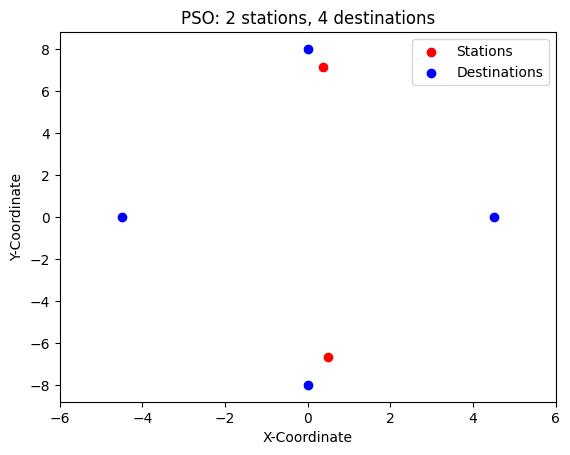 PSO: 2 stations, 4 destinations
Stations
Destinations
8
6
4
2
0
−2
−4
−6
−8
Y-Coordinate
−6 −4 −2 0 2 4 6
X-Coordinate